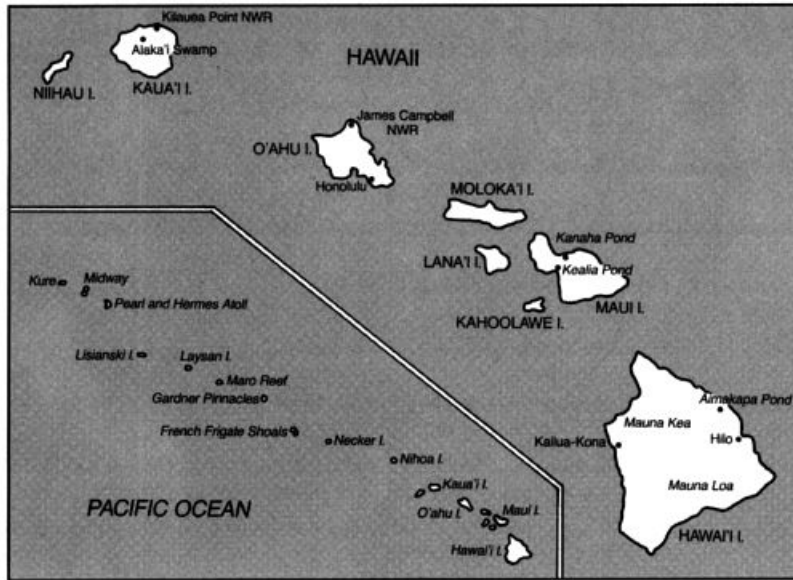 Kilauea Point NWR
Alaka'i Swamp
HAWAII
NIIHAU I.
KAUA'I I.
James Campbell
NWR
O'AHU I.
Honolulu
MOLOKA'I I.
Kanaha Pond
LANA'I I.
Kealia Pond
KAHOOLAWE I.
MAUI I.
Kure
Midway
Pearl and Hermes Atoll
Lisianski I.
Laysan I.
Maro Reef
Gardner Pinnacles
French Frigate Shoals
Necker I.
Nihoa I.
Kaua'i I.
O'ahu I.
Maui I.
Hawai'i I.
PACIFIC OCEAN
Aimakapa Pond
Mauna Kea
Kailua-Kona
Hilo
Mauna Loa
HAWAI'I I.